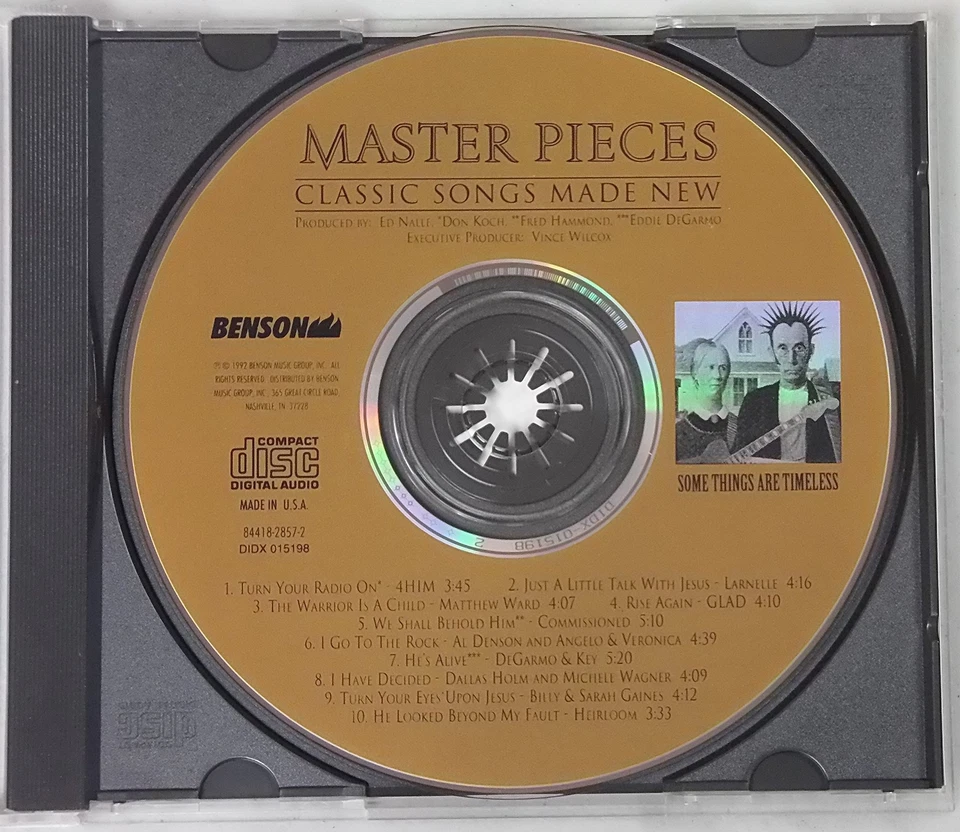 MASTER PIECES
CLASSIC SONGS MADE NEW
PRODUCED BY: ED NALLE, *DON KOCH, **FRED HAMMOND, ***EDDIE DEGARMO
EXECUTIVE PRODUCER: VINCE WILCOX
BENSON
℗ © 1992 BENSON MUSIC GROUP, INC. ALL
RIGHTS RESERVED. DISTRIBUTED BY BENSON
MUSIC GROUP, INC., 365 GREAT CIRCLE ROAD,
NASHVILLE, TN 37228
COMPACT
disc
DIGITAL AUDIO
MADE IN U.S.A.
84418-2857-2
DIDX 015198
SOME THINGS ARE TIMELESS
2 DIDX-015198
1. TURN YOUR RADIO ON* - 4HIM 3:45 2. JUST A LITTLE TALK WITH JESUS - LARNELLE 4:16
3. THE WARRIOR IS A CHILD - MATTHEW WARD 4:07 4. RISE AGAIN - GLAD 4:10
5. WE SHALL BEHOLD HIM** - COMMISSIONED 5:10
6. I GO TO THE ROCK - AL DENSON AND ANGELO & VERONICA 4:39
7. HE'S ALIVE*** - DEGARMO & KEY 5:20
8. I HAVE DECIDED - DALLAS HOLM AND MICHELE WAGNER 4:09
9. TURN YOUR EYES UPON JESUS - BILLY & SARAH GAINES 4:12
10. HE LOOKED BEYOND MY FAULT - HEIRLOOM 3:33